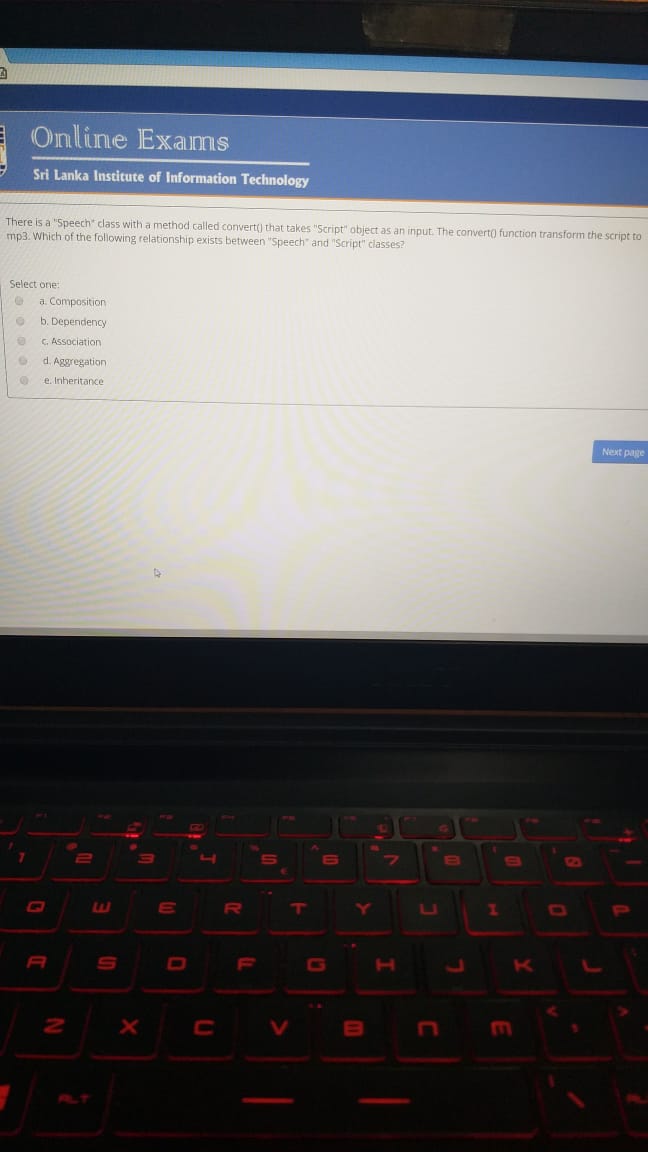 Online Exams
Sri Lanka Institute of Information Technology
There is a "Speech" class with a method called convert() that takes "Script" object as an input. The convert() function transform the script to
mp3. Which of the following relationship exists between "Speech" and "Script" classes?
Select one:
a. Composition
b. Dependency
c. Association
d. Aggregation
e. Inheritance
Next page
1 2 3 4 5 € 6 7 8 9 0
Q W E R T Y U I O P
A S D F G H J K L
Z X C V B N M < , >
ALT